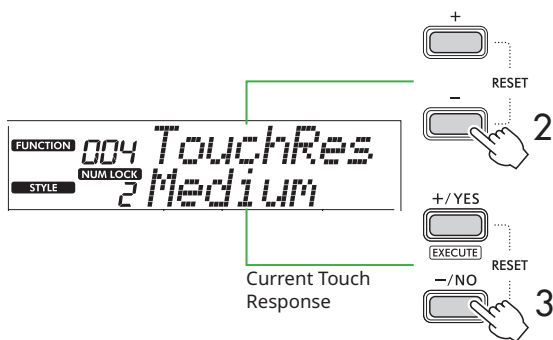 +
RESET
−
2
FUNCTION 004 TouchRes
NUM LOCK
STYLE 2 Medium
+/YES
EXECUTE
RESET
Current Touch
Response
−/NO
3